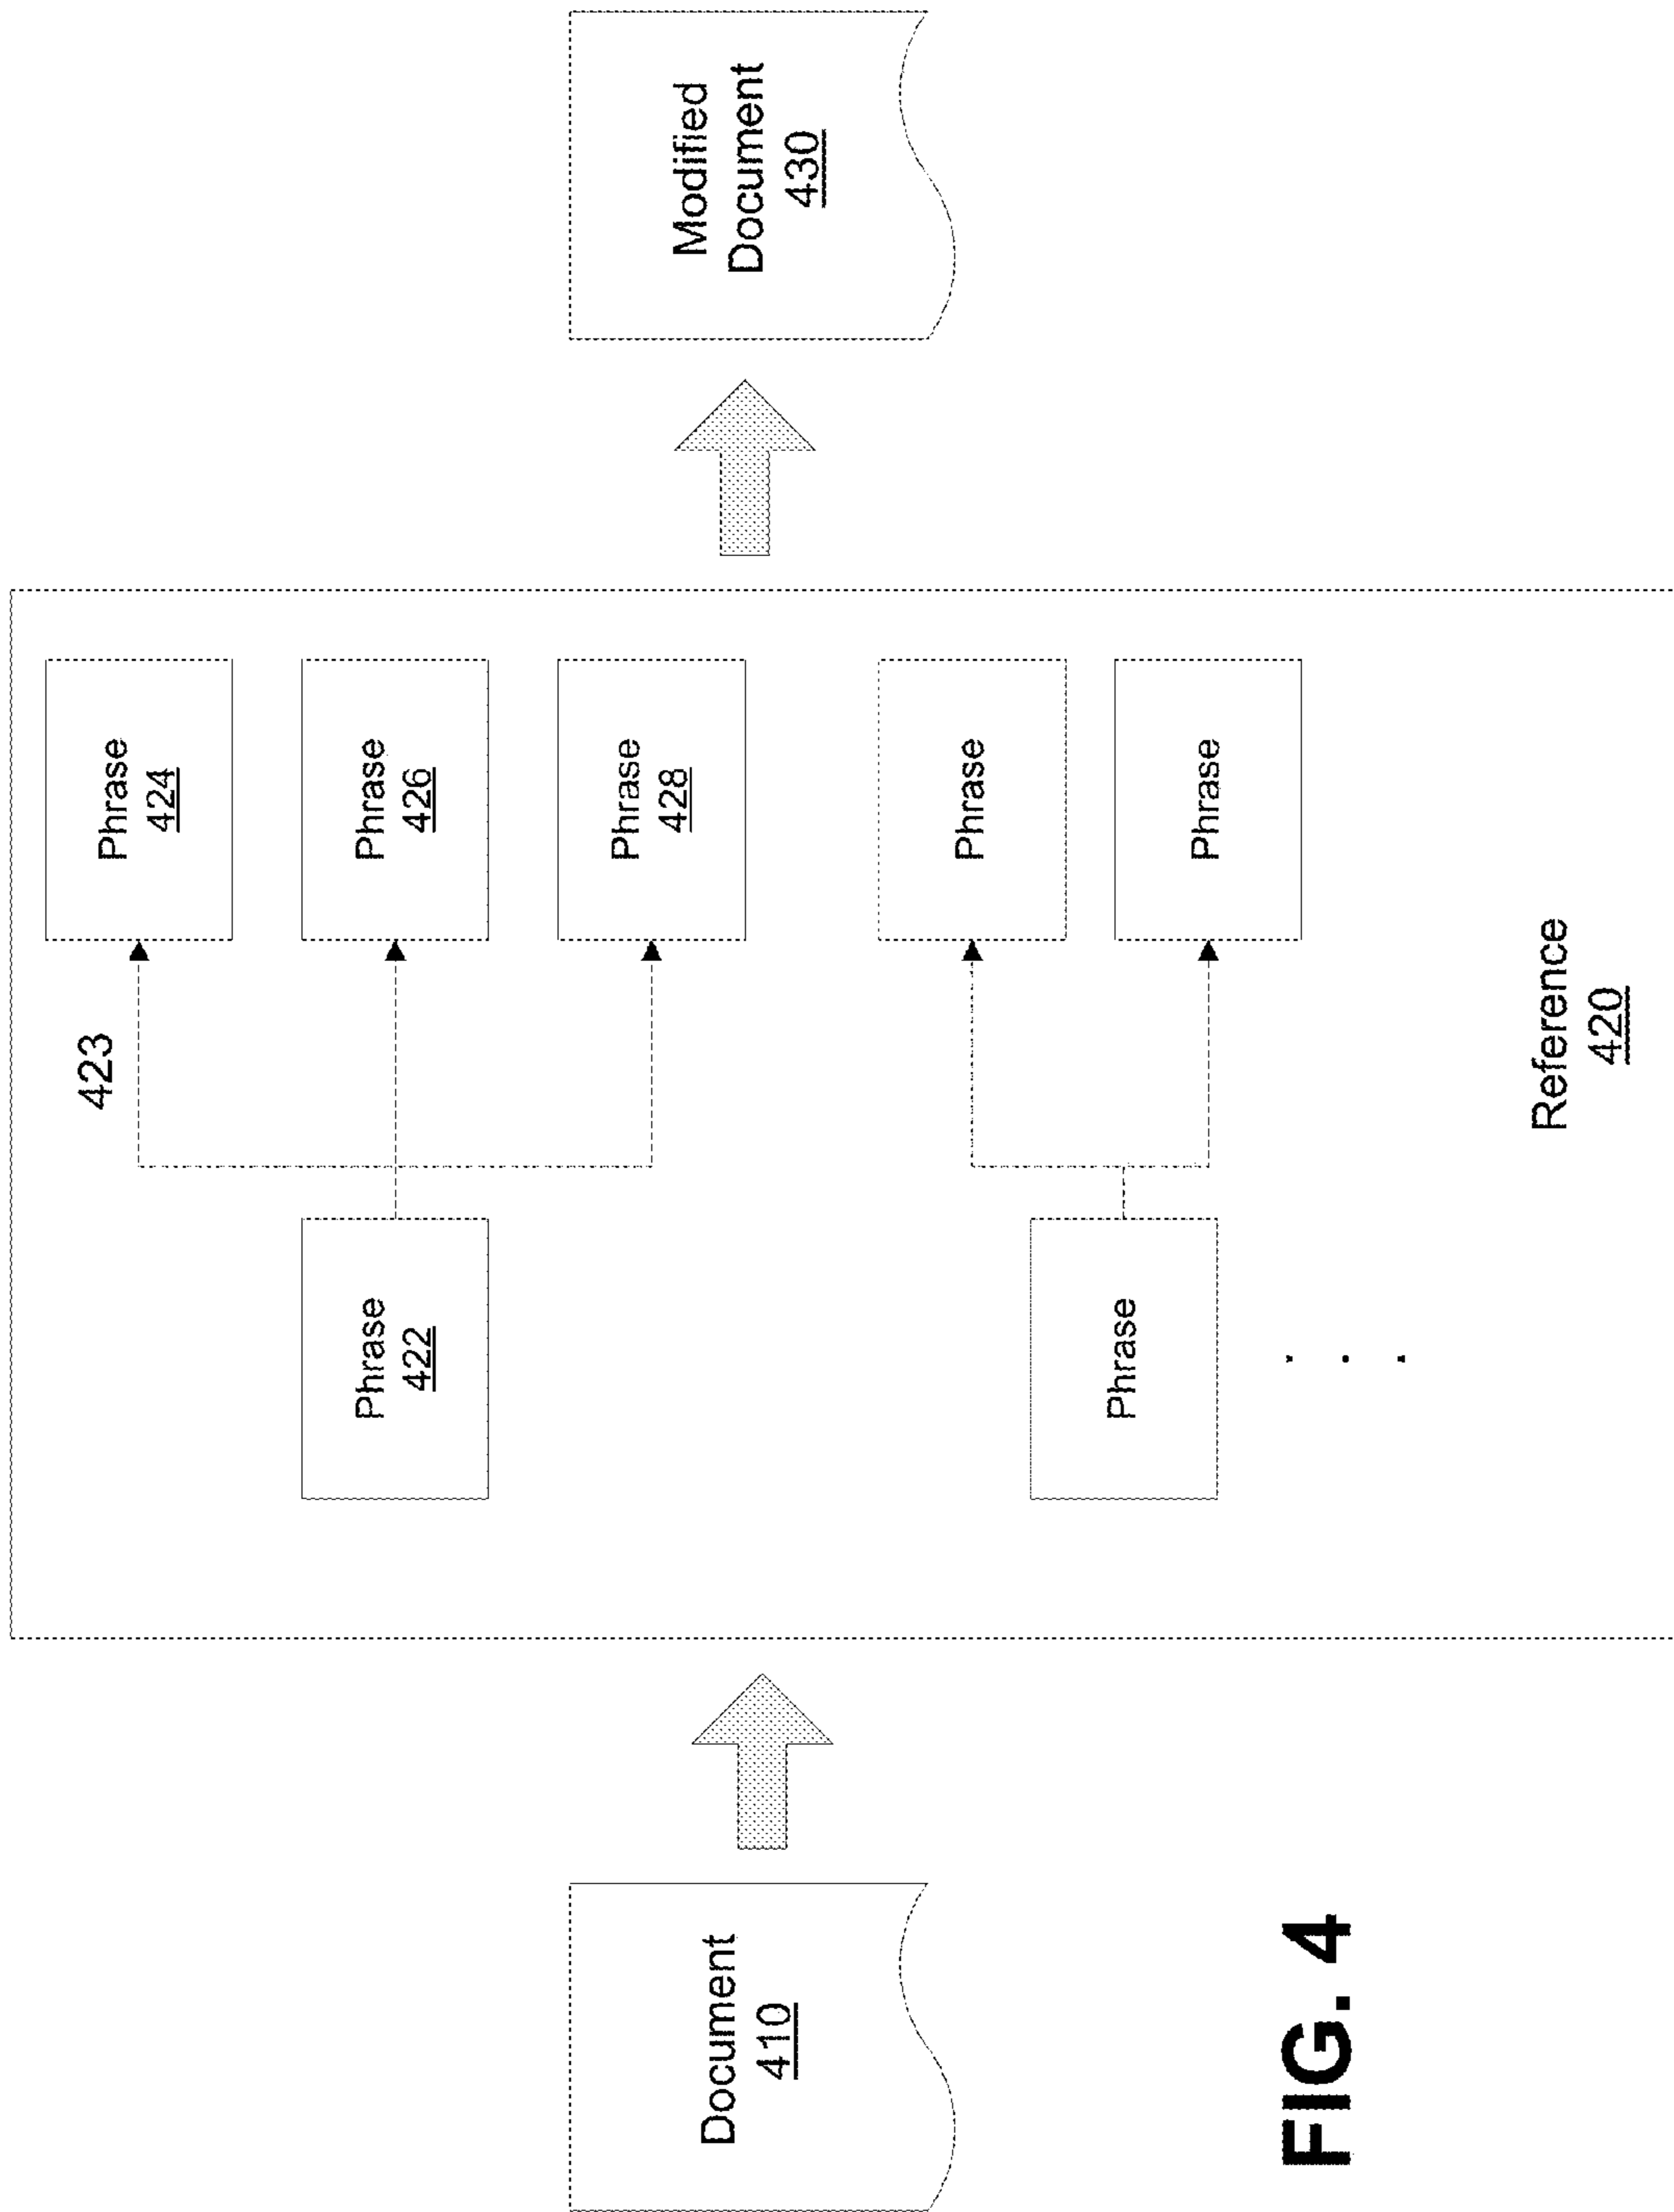 Document
410
Phrase
422
423
Phrase
424
Phrase
426
Phrase
428
Phrase
Phrase
Phrase
. . .
Reference
420
Modified
Document
430
FIG. 4